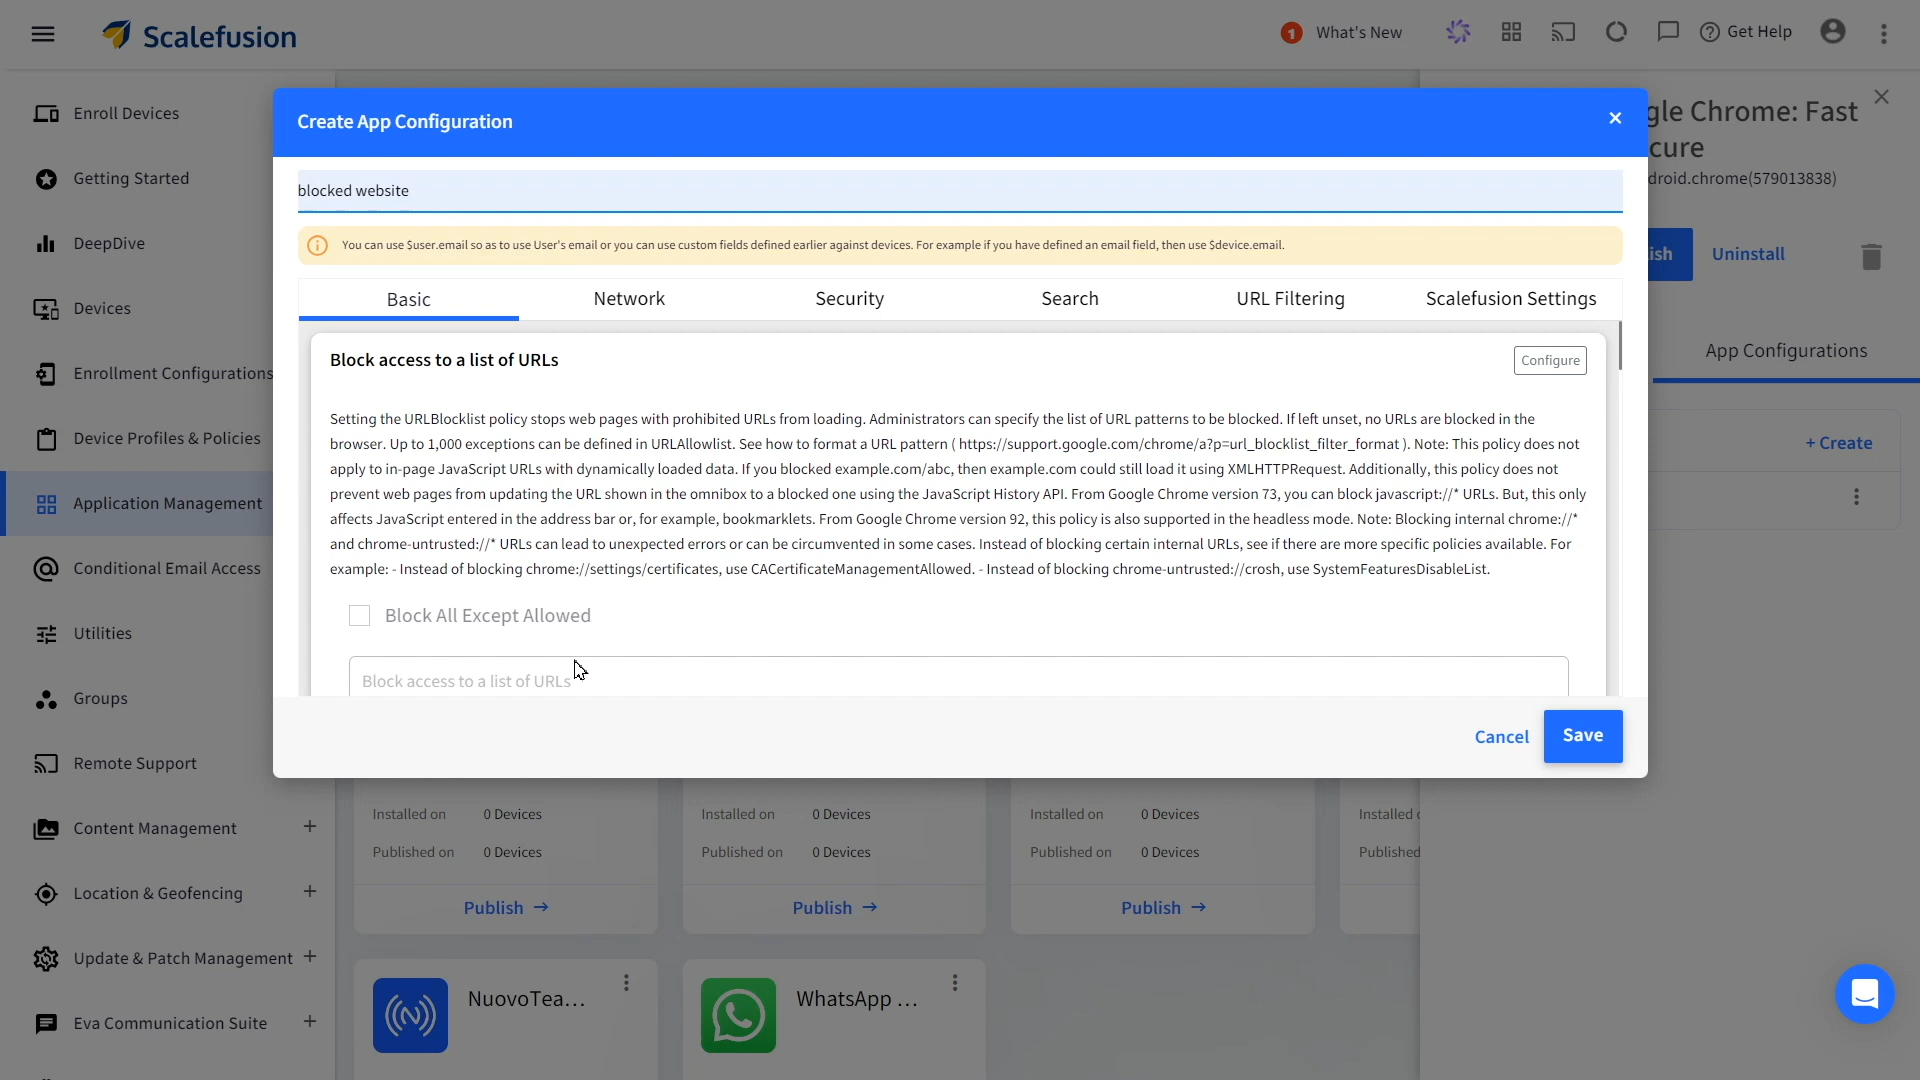 Scalefusion
1 What's New
Get Help
Enroll Devices
Getting Started
DeepDive
Devices
Enrollment Configurations
Device Profiles & Policies
Application Management
Conditional Email Access
Utilities
Groups
Remote Support
Content Management +
Location & Geofencing +
Update & Patch Management +
Eva Communication Suite +
Create App Configuration
blocked website
You can use $user.email so as to use User's email or you can use custom fields defined earlier against devices. For example if you have defined an email field, then use $device.email.
Basic Network Security Search URL Filtering Scalefusion Settings
Block access to a list of URLs
Configure
Setting the URLBlocklist policy stops web pages with prohibited URLs from loading. Administrators can specify the list of URL patterns to be blocked. If left unset, no URLs are blocked in the
browser. Up to 1,000 exceptions can be defined in URLAllowlist. See how to format a URL pattern ( https://support.google.com/chrome/a?p=url_blocklist_filter_format ). Note: This policy does not
apply to in-page JavaScript URLs with dynamically loaded data. If you blocked example.com/abc, then example.com could still load it using XMLHTTPRequest. Additionally, this policy does not
prevent web pages from updating the URL shown in the omnibox to a blocked one using the JavaScript History API. From Google Chrome version 73, you can block javascript://* URLs. But, this only
affects JavaScript entered in the address bar or, for example, bookmarklets. From Google Chrome version 92, this policy is also supported in the headless mode. Note: Blocking internal chrome://*
and chrome-untrusted://* URLs can lead to unexpected errors or can be circumvented in some cases. Instead of blocking certain internal URLs, see if there are more specific policies available. For
example: - Instead of blocking chrome://settings/certificates, use CACertificateManagementAllowed. - Instead of blocking chrome-untrusted://crosh, use SystemFeaturesDisableList.
Block All Except Allowed
Block access to a list of URLs
Cancel Save
gle Chrome: Fast
cure
droid.chrome(579013838)
ish Uninstall
App Configurations
+ Create
Installed on 0 Devices
Published on 0 Devices
Publish →
Installed on 0 Devices
Published on 0 Devices
Publish →
Installed on 0 Devices
Published on 0 Devices
Publish →
Installed
Published
NuovoTea...
WhatsApp ...